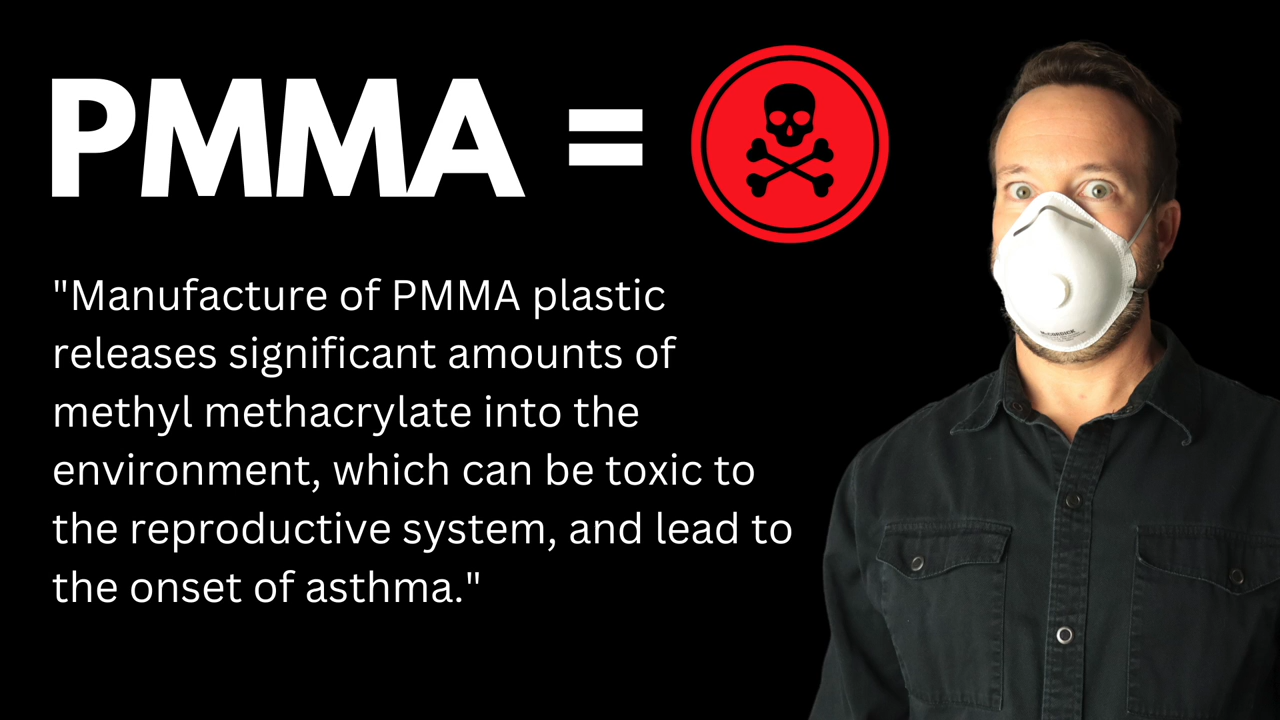 PMMA =
"Manufacture of PMMA plastic
releases significant amounts of
methyl methacrylate into the
environment, which can be toxic to
the reproductive system, and lead to
the onset of asthma."